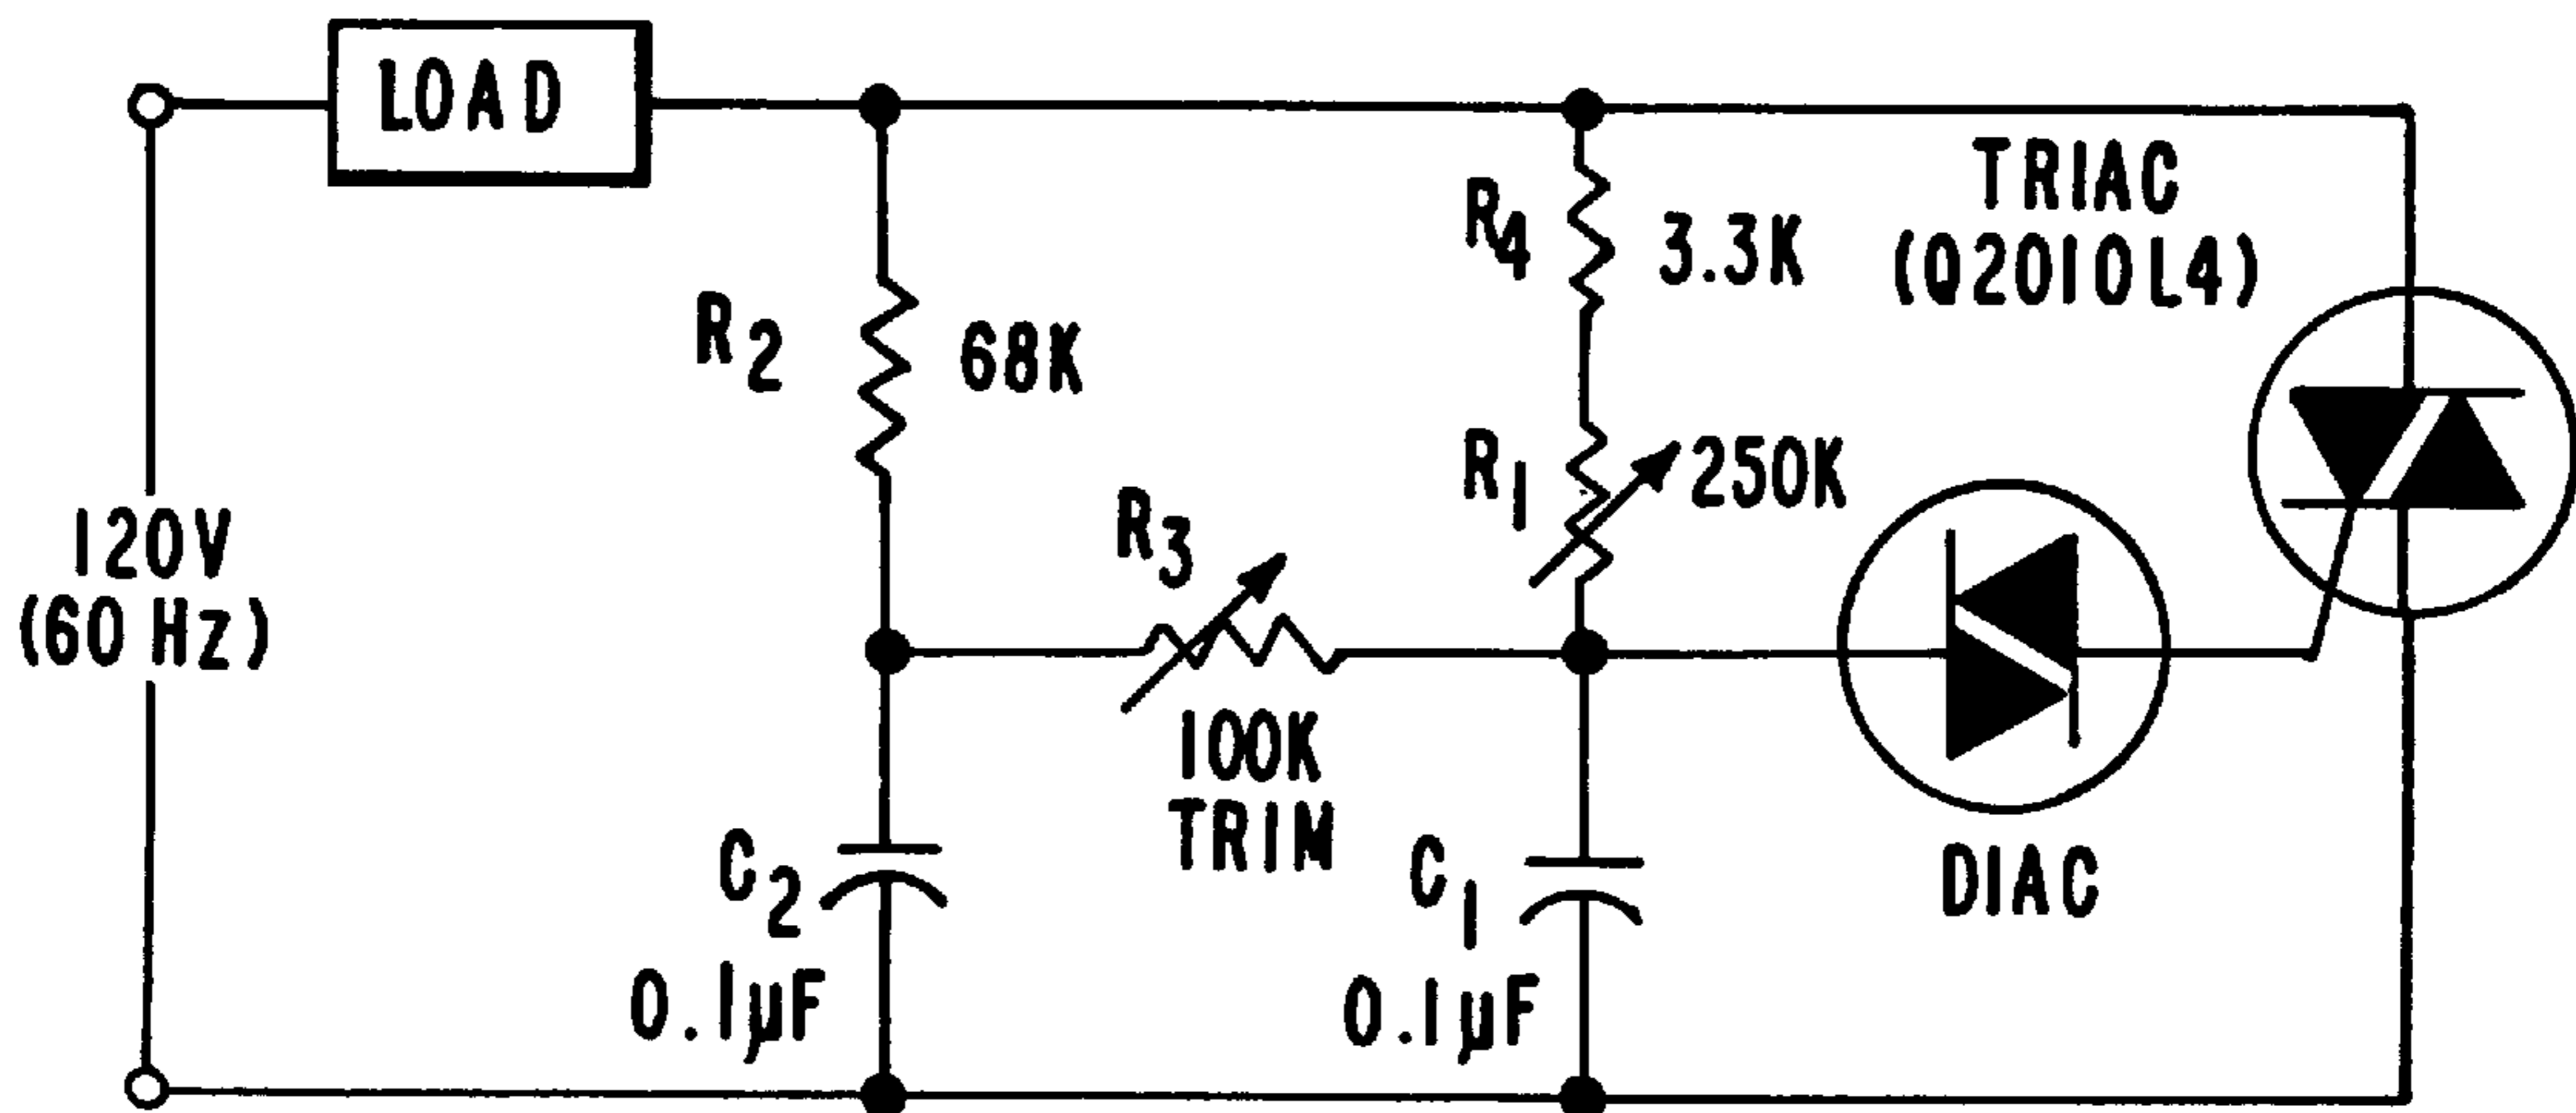 LOAD
TRIAC
(Q2010L4)
R4 3.3K
R2 68K
R1 250K
R3
120V
(60 Hz)
100K
TRIM
C2
0.1µF
C1
0.1µF
DIAC